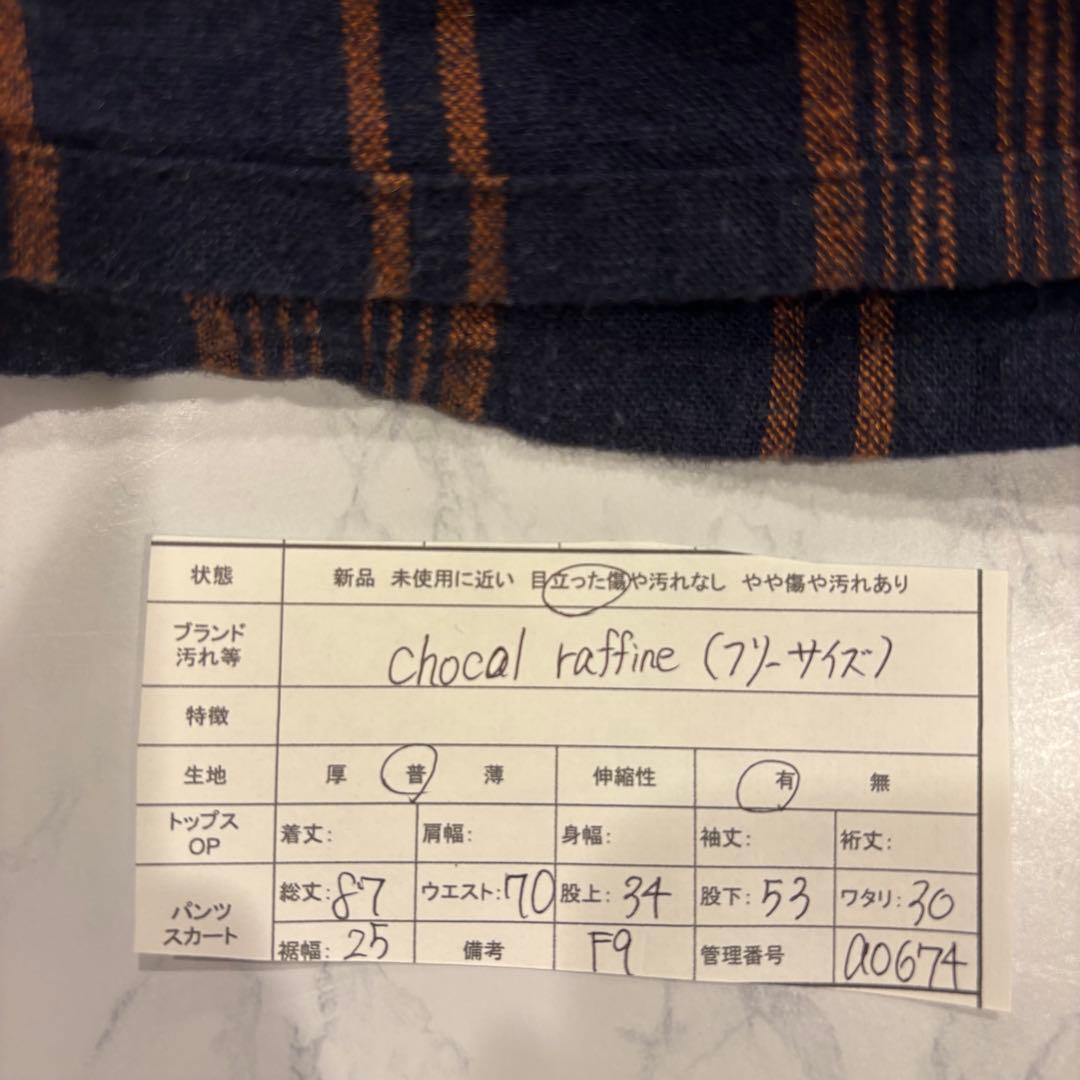 状態 新品 未使用に近い 目立った傷や汚れなし やや傷や汚れあり
ブランド
汚れ等 chocol raffine (フリーサイズ)
特徴
生地 厚 普 薄 伸縮性 有 無
トップス
OP 着丈: 肩幅: 身幅: 袖丈: 裄丈:
パンツ
スカート 総丈:87 ウエスト:70 股上:34 股下:53 ワタリ:30
裾幅:25 備考 F9 管理番号 a0674